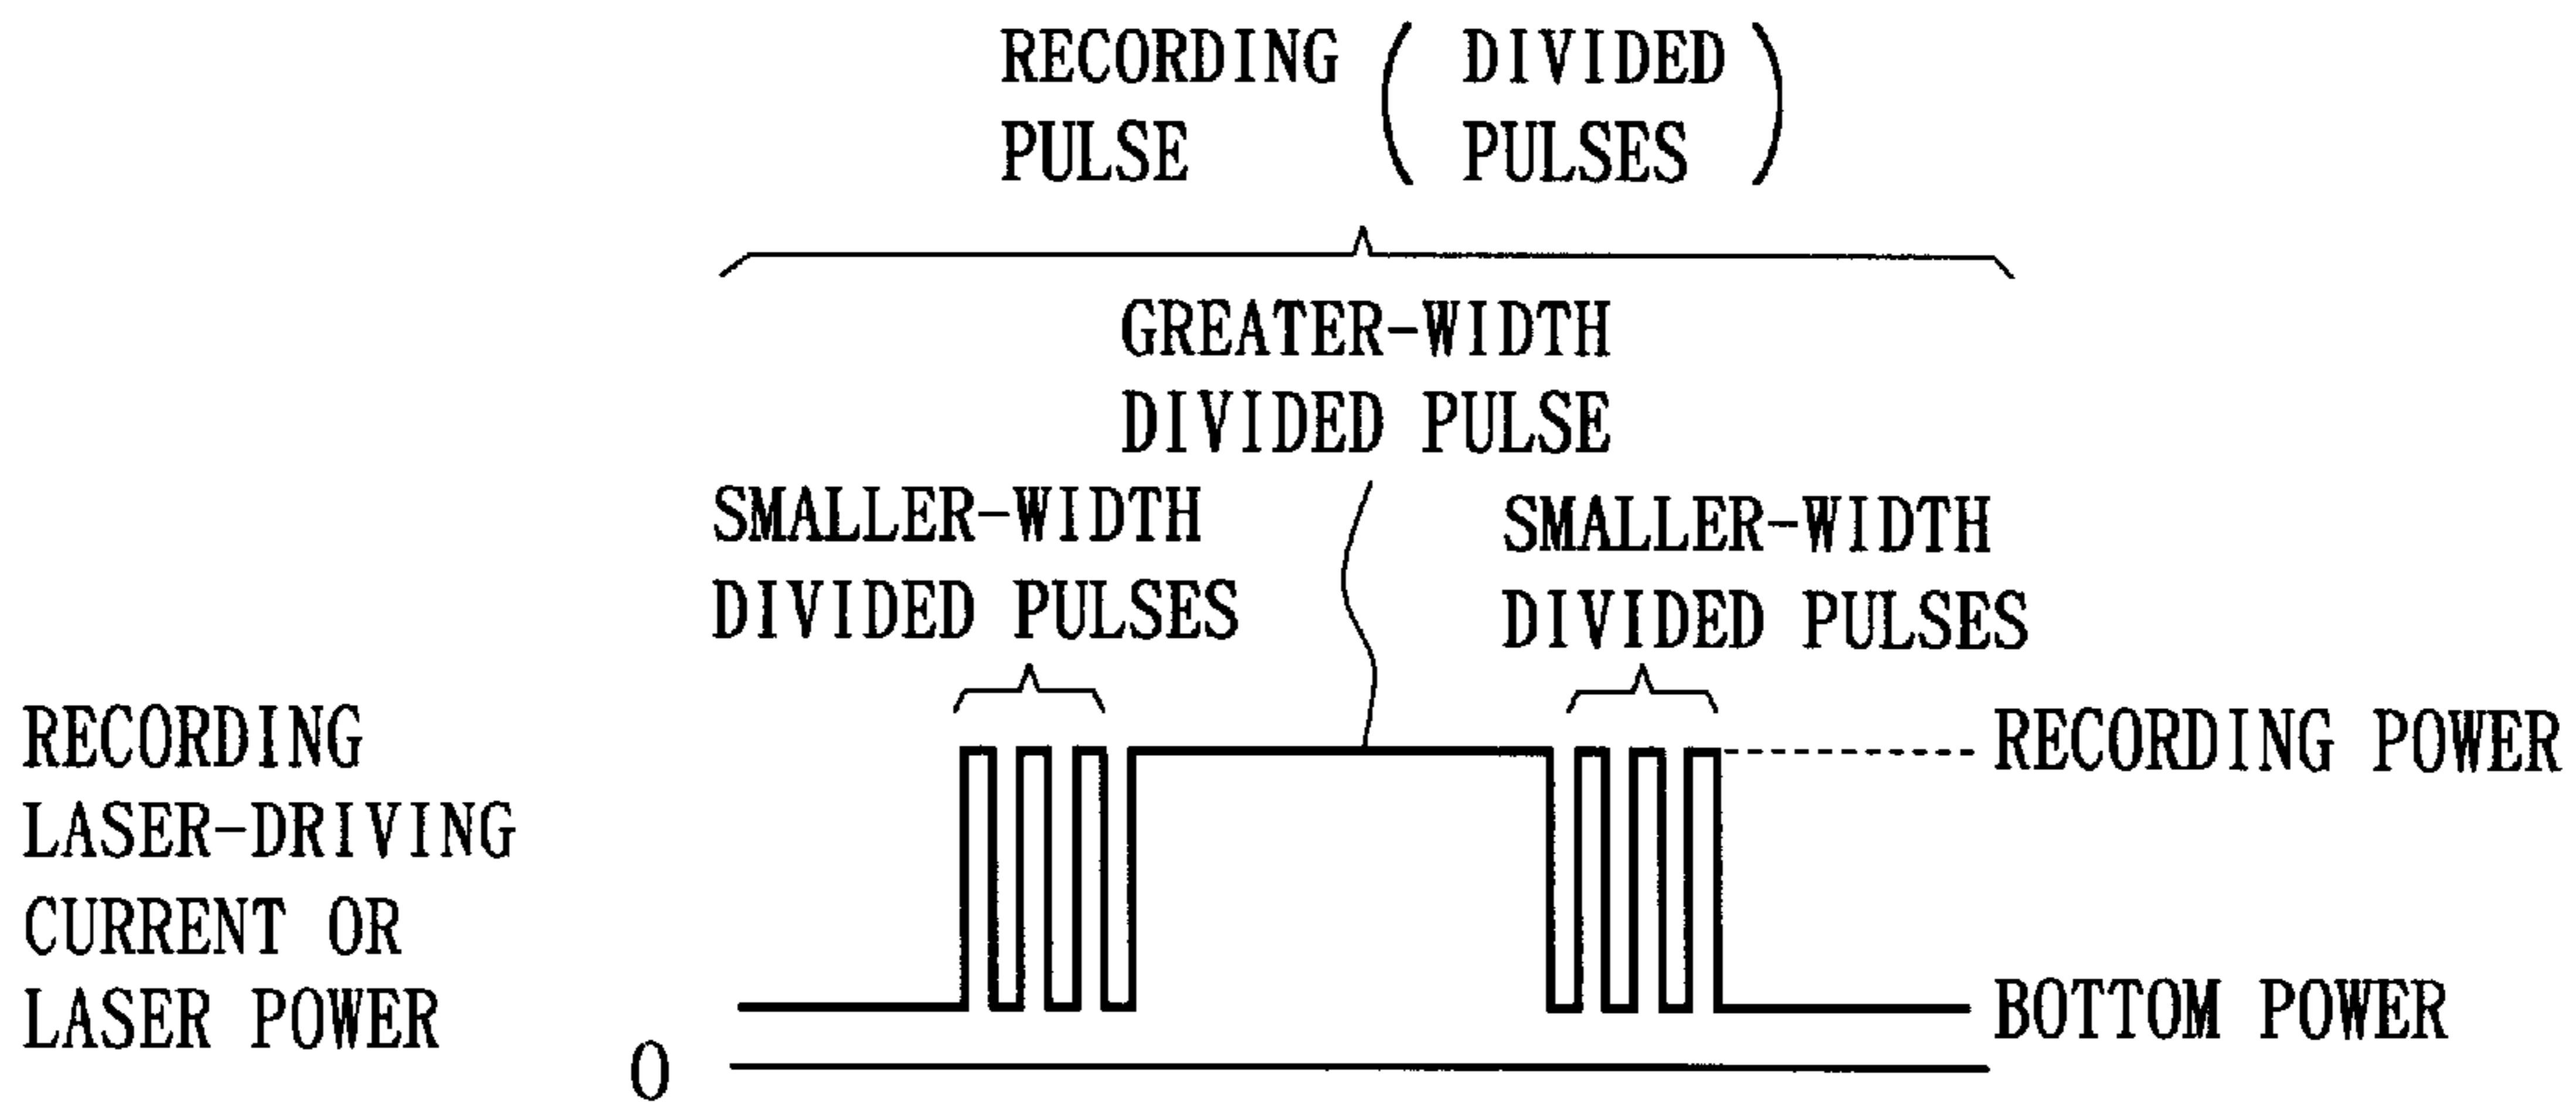 RECORDING ( DIVIDED
PULSE PULSES )
GREATER-WIDTH
DIVIDED PULSE
SMALLER-WIDTH
DIVIDED PULSES
SMALLER-WIDTH
DIVIDED PULSES
RECORDING
LASER-DRIVING
CURRENT OR
LASER POWER
RECORDING POWER
BOTTOM POWER
0